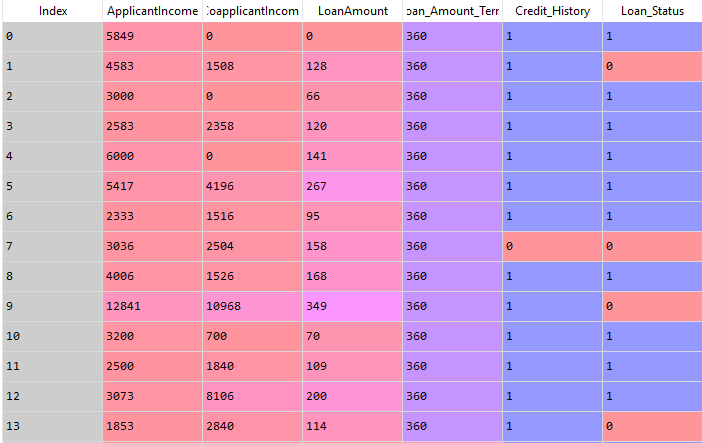 Index ApplicantIncome CoapplicantIncom LoanAmount oan_Amount_Terr Credit_History Loan_Status
0 5849 0 0 360 1 1
1 4583 1508 128 360 1 0
2 3000 0 66 360 1 1
3 2583 2358 120 360 1 1
4 6000 0 141 360 1 1
5 5417 4196 267 360 1 1
6 2333 1516 95 360 1 1
7 3036 2504 158 360 0 0
8 4006 1526 168 360 1 1
9 12841 10968 349 360 1 0
10 3200 700 70 360 1 1
11 2500 1840 109 360 1 1
12 3073 8106 200 360 1 1
13 1853 2840 114 360 1 0